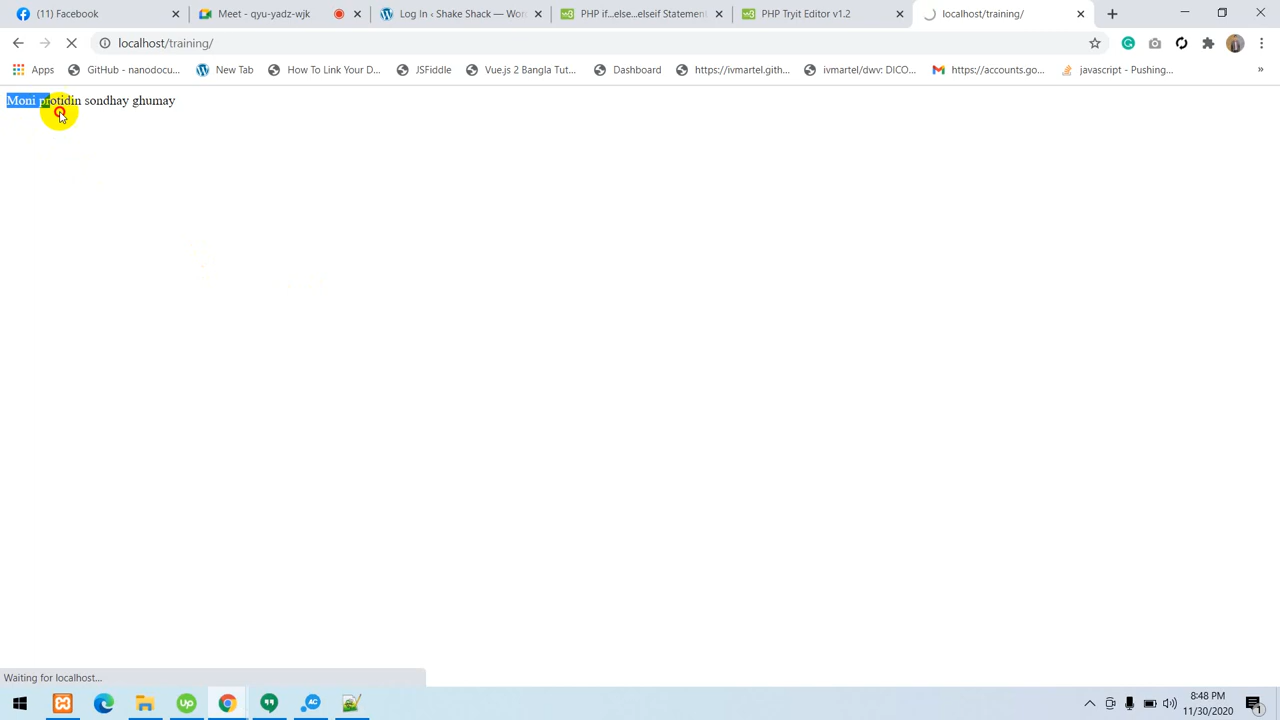 (11) Facebook
Meet - qyu-yadz-wjk
Log In ‹ Shake Shack — Wor
PHP if...else...elseif Statement
PHP Tryit Editor v1.2
localhost/training/
localhost/training/
Apps
GitHub - nanodocu...
New Tab
How To Link Your D...
JSFiddle
Vue.js 2 Bangla Tut...
Dashboard
https://ivmartel.gith...
ivmartel/dwv: DICO...
https://accounts.go...
javascript - Pushing...
»
Moni protidin sondhay ghumay
Waiting for localhost...
8:48 PM
11/30/2020